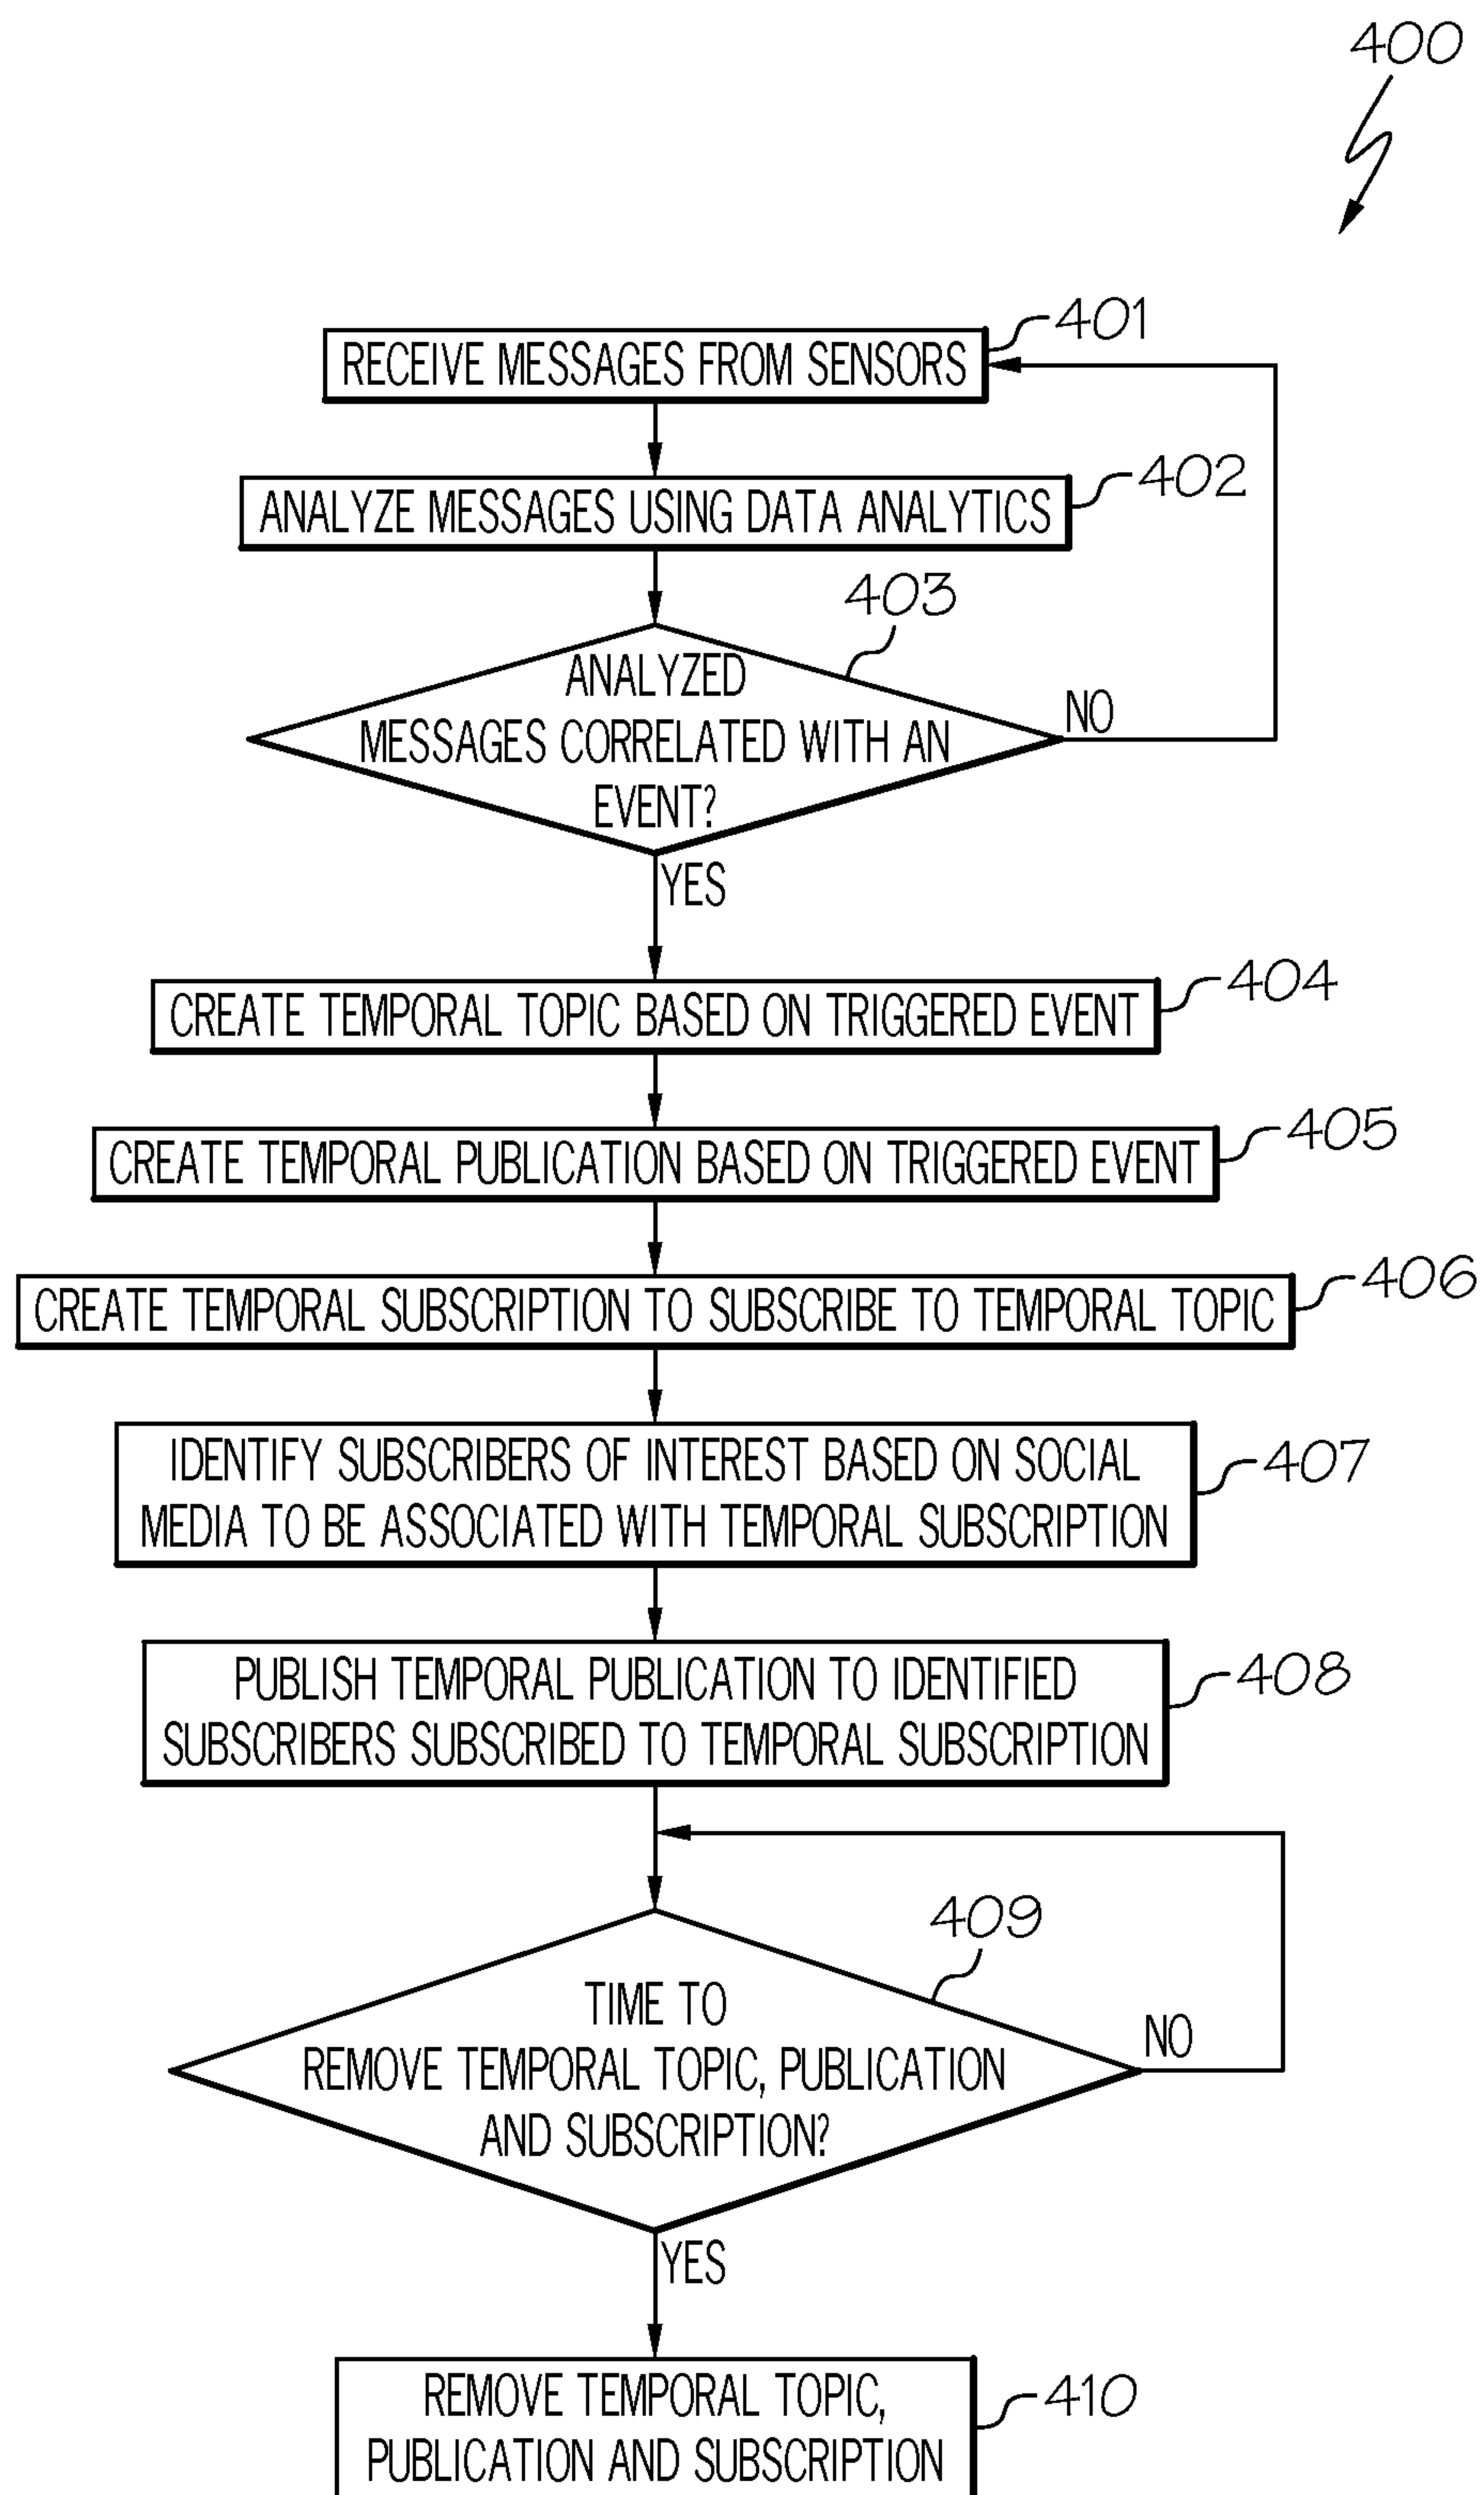 400
401
RECEIVE MESSAGES FROM SENSORS
402
ANALYZE MESSAGES USING DATA ANALYTICS
403
ANALYZED
MESSAGES CORRELATED WITH AN
EVENT?
NO
YES
404
CREATE TEMPORAL TOPIC BASED ON TRIGGERED EVENT
405
CREATE TEMPORAL PUBLICATION BASED ON TRIGGERED EVENT
406
CREATE TEMPORAL SUBSCRIPTION TO SUBSCRIBE TO TEMPORAL TOPIC
407
IDENTIFY SUBSCRIBERS OF INTEREST BASED ON SOCIAL
MEDIA TO BE ASSOCIATED WITH TEMPORAL SUBSCRIPTION
408
PUBLISH TEMPORAL PUBLICATION TO IDENTIFIED
SUBSCRIBERS SUBSCRIBED TO TEMPORAL SUBSCRIPTION
409
TIME TO
REMOVE TEMPORAL TOPIC, PUBLICATION
AND SUBSCRIPTION?
NO
YES
410
REMOVE TEMPORAL TOPIC,
PUBLICATION AND SUBSCRIPTION